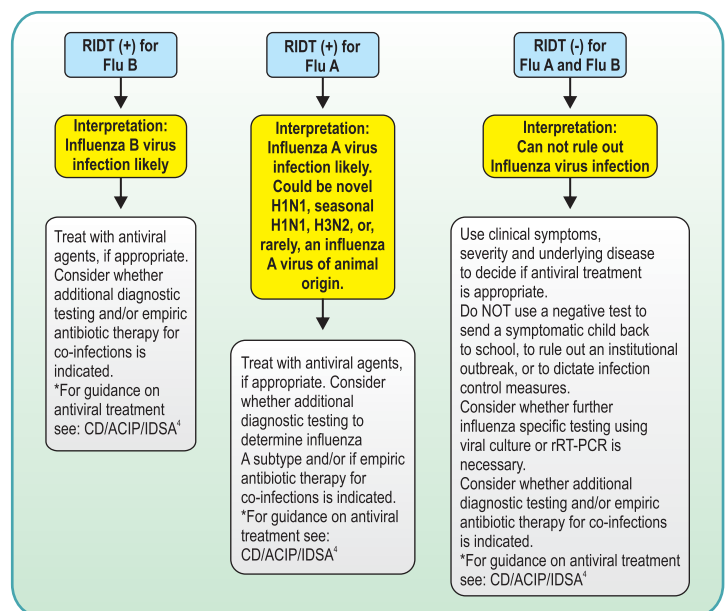 RIDT (+) for
Flu B
Interpretation:
Influenza B virus
infection likely
Treat with antiviral
agents, if appropriate.
Consider whether
additional diagnostic
testing and/or empiric
antibiotic therapy for
co-infections is
indicated.
*For guidance on
antiviral treatment
see: CD/ACIP/IDSA⁴
RIDT (+) for
Flu A
Interpretation:
Influenza A virus
infection likely.
Could be novel
H1N1, seasonal
H1N1, H3N2, or,
rarely, an influenza
A virus of animal
origin.
Treat with antiviral agents,
if appropriate. Consider
whether additional
diagnostic testing to
determine influenza
A subtype and/or if empiric
antibiotic therapy for
co-infections is indicated.
*For guidance on antiviral
treatment see:
CD/ACIP/IDSA⁴
RIDT (-) for
Flu A and Flu B
Interpretation:
Can not rule out
Influenza virus infection
Use clinical symptoms,
severity and underlying disease
to decide if antiviral treatment
is appropriate.
Do NOT use a negative test to
send a symptomatic child back
to school, to rule out an institutional
outbreak, or to dictate infection
control measures.
Consider whether further
influenza specific testing using
viral culture or rRT-PCR is
necessary.
Consider whether additional
diagnostic testing and/or empiric
antibiotic therapy for co-infections
is indicated.
*For guidance on antiviral treatment
see: CD/ACIP/IDSA⁴